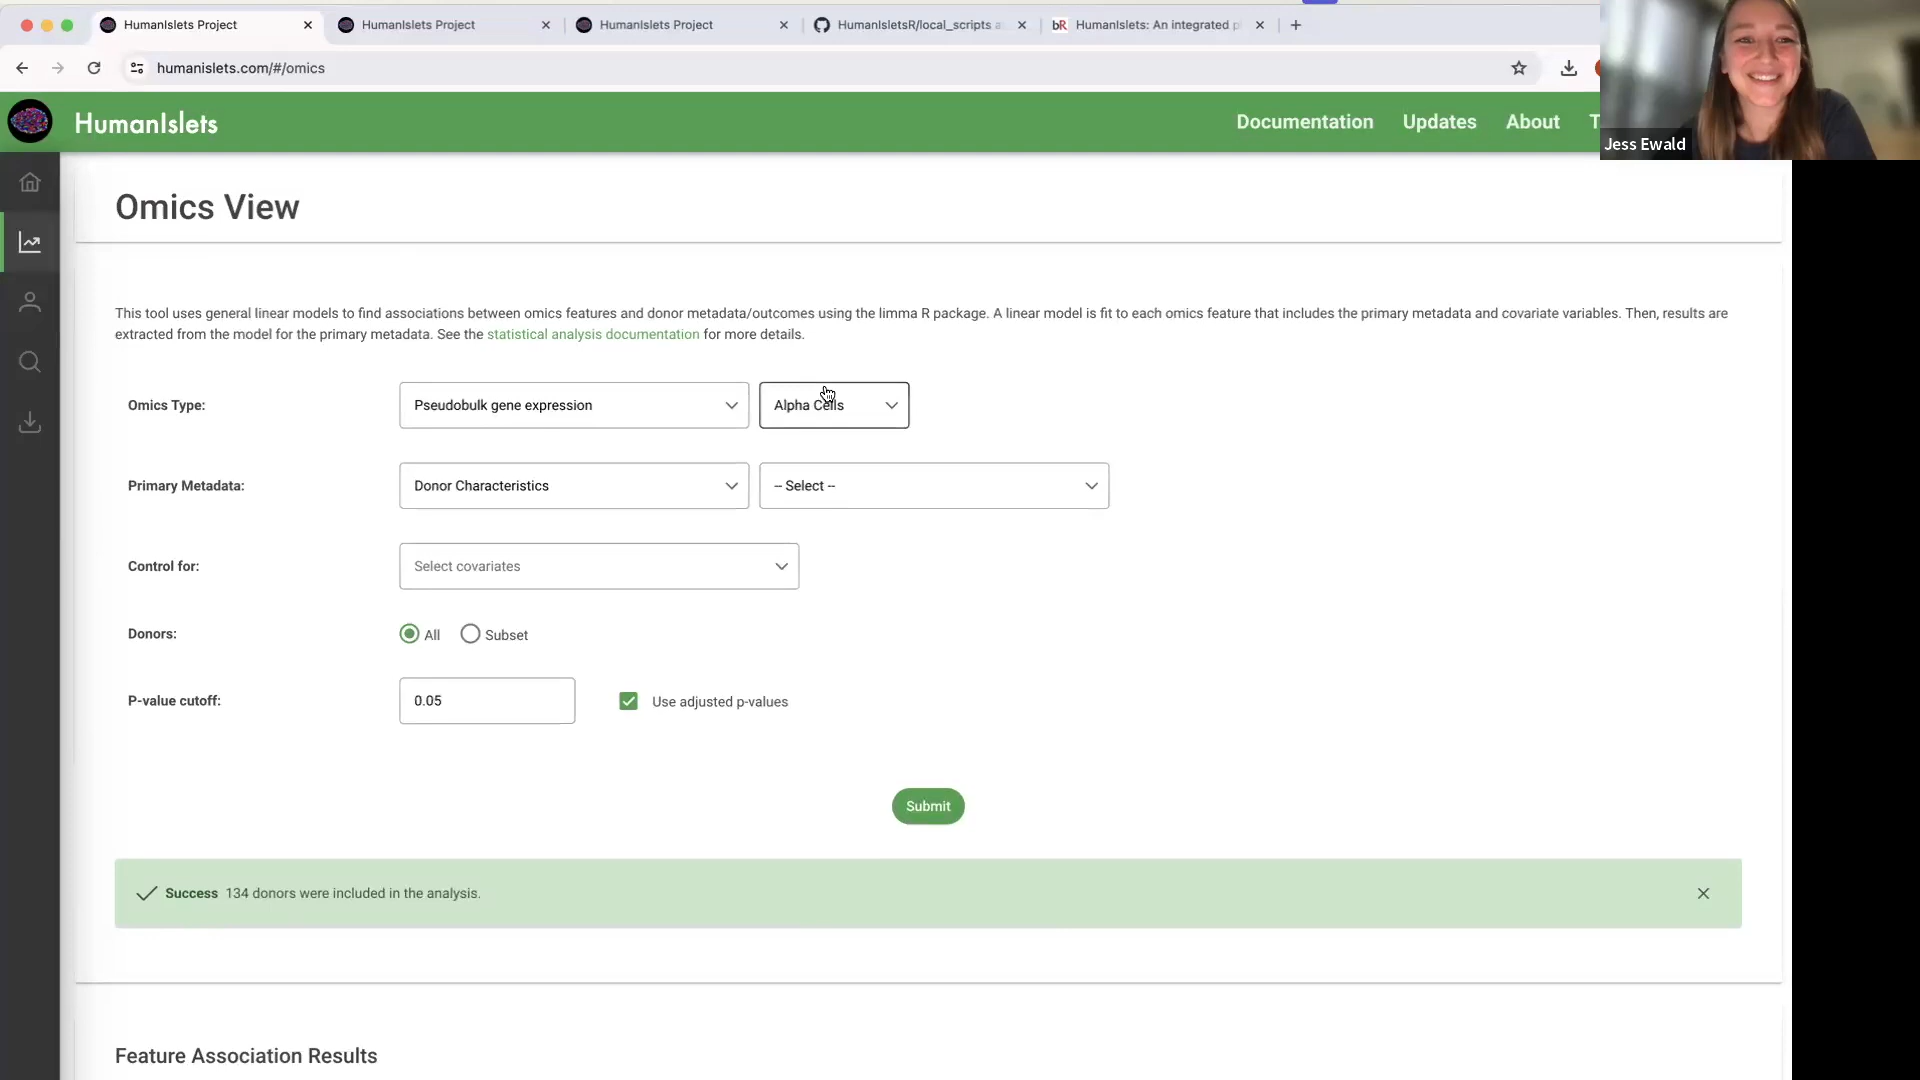 HumanIslets Project
HumanIslets Project
HumanIslets Project
HumanIsletsR/local_scripts a
bR HumanIslets: An integrated p
humanislets.com/#/omics
HumanIslets
Documentation
Updates
About
T
Jess Ewald
Omics View
This tool uses general linear models to find associations between omics features and donor metadata/outcomes using the limma R package. A linear model is fit to each omics feature that includes the primary metadata and covariate variables. Then, results are
extracted from the model for the primary metadata. See the statistical analysis documentation for more details.
Omics Type:
Pseudobulk gene expression
Alpha Cells
Primary Metadata:
Donor Characteristics
-- Select --
Control for:
Select covariates
Donors:
All
Subset
P-value cutoff:
0.05
Use adjusted p-values
Submit
Success 134 donors were included in the analysis.
Feature Association Results